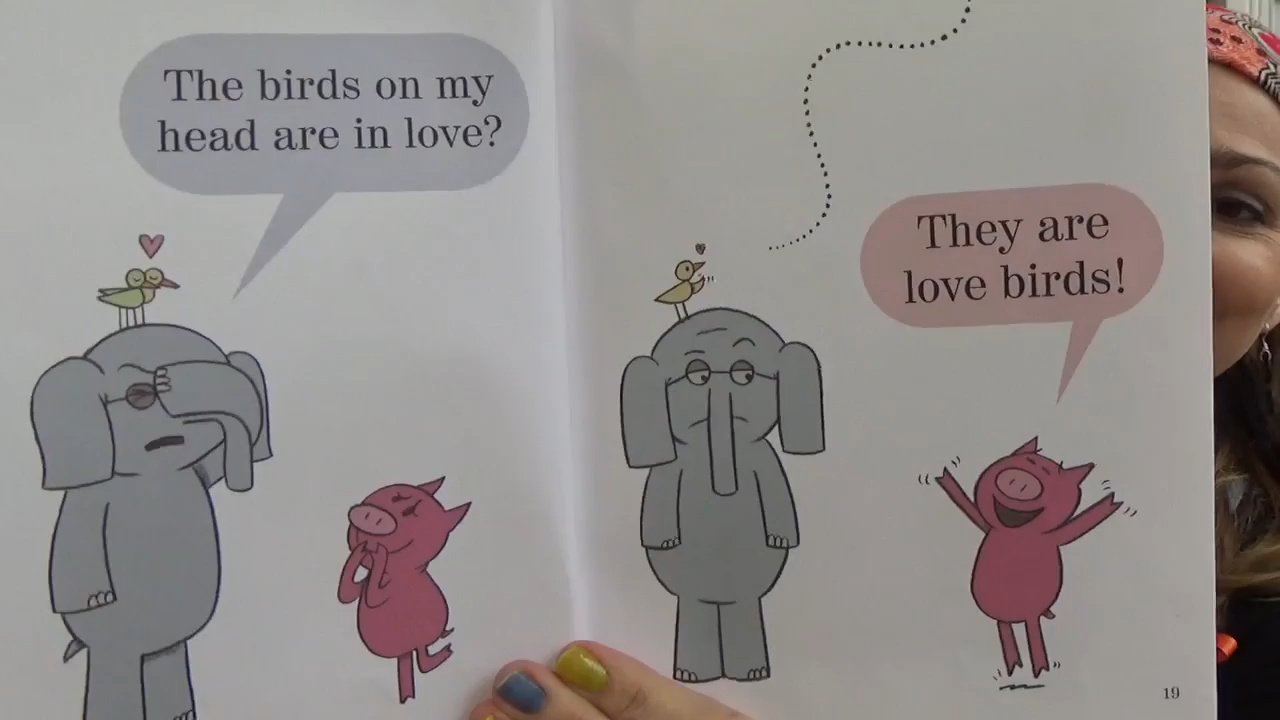 The birds on my
head are in love?
They are
love birds!
19